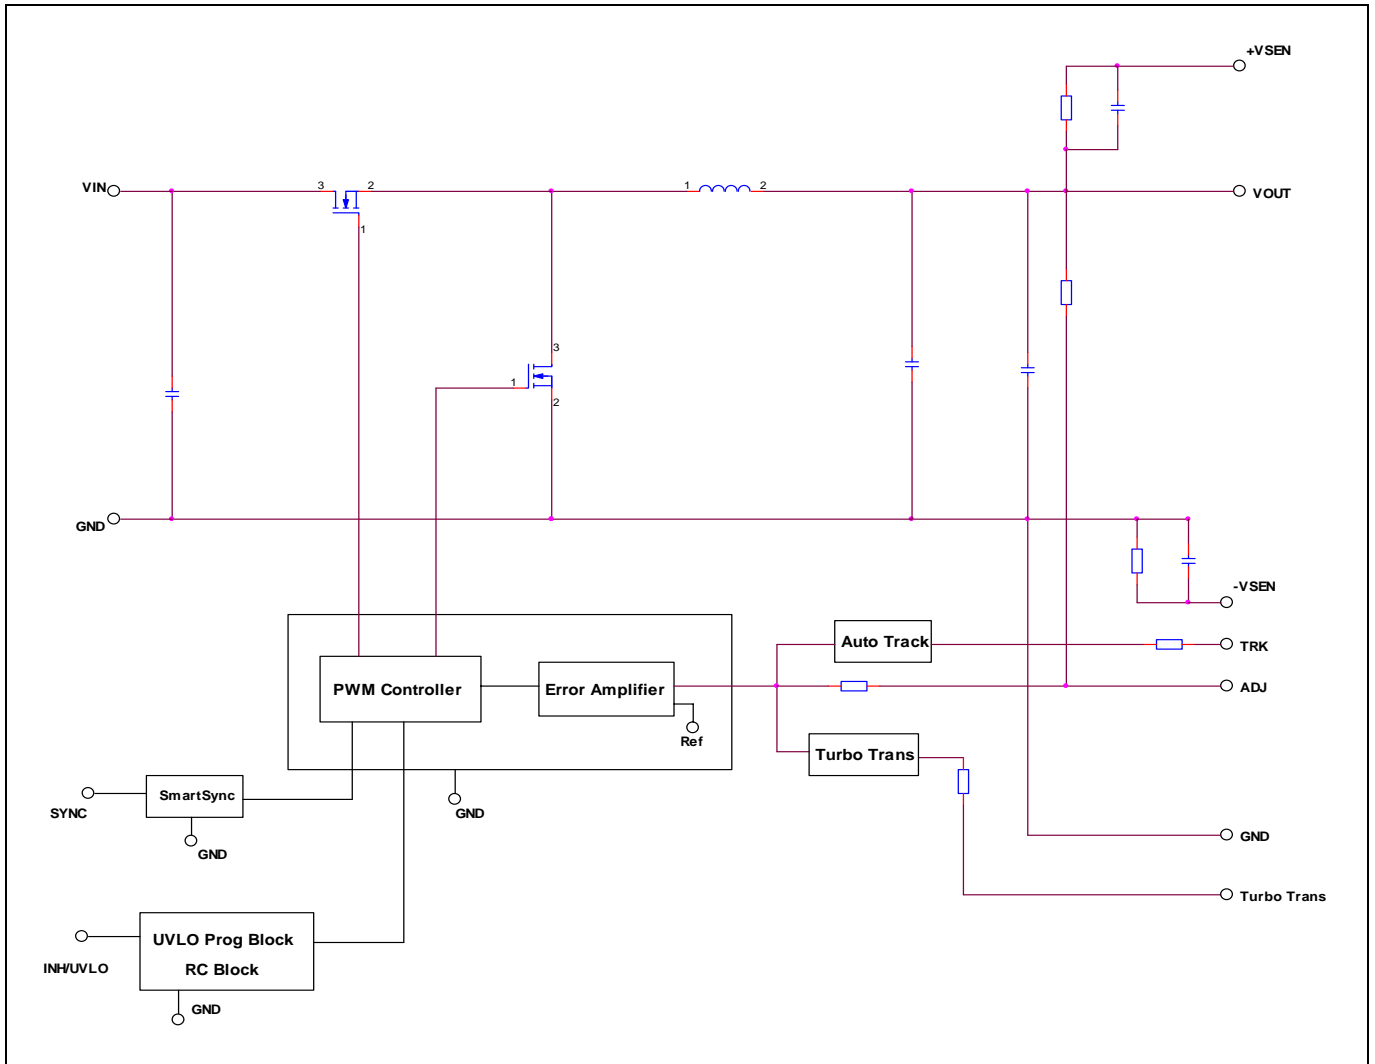 +VSEN
VIN
3
2
1
1
2
VOUT
3
1
2
GND
-VSEN
Auto Track
TRK
PWM Controller
Error Amplifier
ADJ
Ref
Turbo Trans
SmartSync
SYNC
GND
GND
GND
Turbo Trans
UVLO Prog Block
RC Block
INH/UVLO
GND